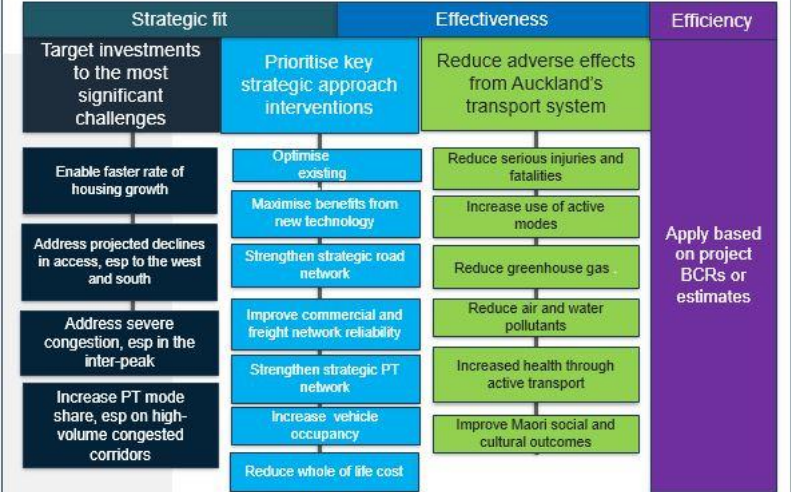 Strategic fit
Effectiveness
Efficiency
Target investments
to the most
significant
challenges
Enable faster rate of
housing growth
Address projected declines
in access, esp to the west
and south
Address severe
congestion, esp in the
inter-peak
Increase PT mode
share, esp on high-
volume congested
corridors
Prioritise key
strategic approach
interventions
Optimise
existing
Maximise benefits from
new technology
Strengthen strategic road
network
Improve commercial and
freight network reliability
Strengthen strategic PT
network
Increase vehicle
occupancy
Reduce whole of life cost
Reduce adverse effects
from Auckland's
transport system
Reduce serious injuries and
fatalities
Increase use of active
modes
Reduce greenhouse gas .
Reduce air and water
pollutants
Increased health through
active transport
Improve Maori social and
cultural outcomes
Apply based
on project
BCRs or
estimates